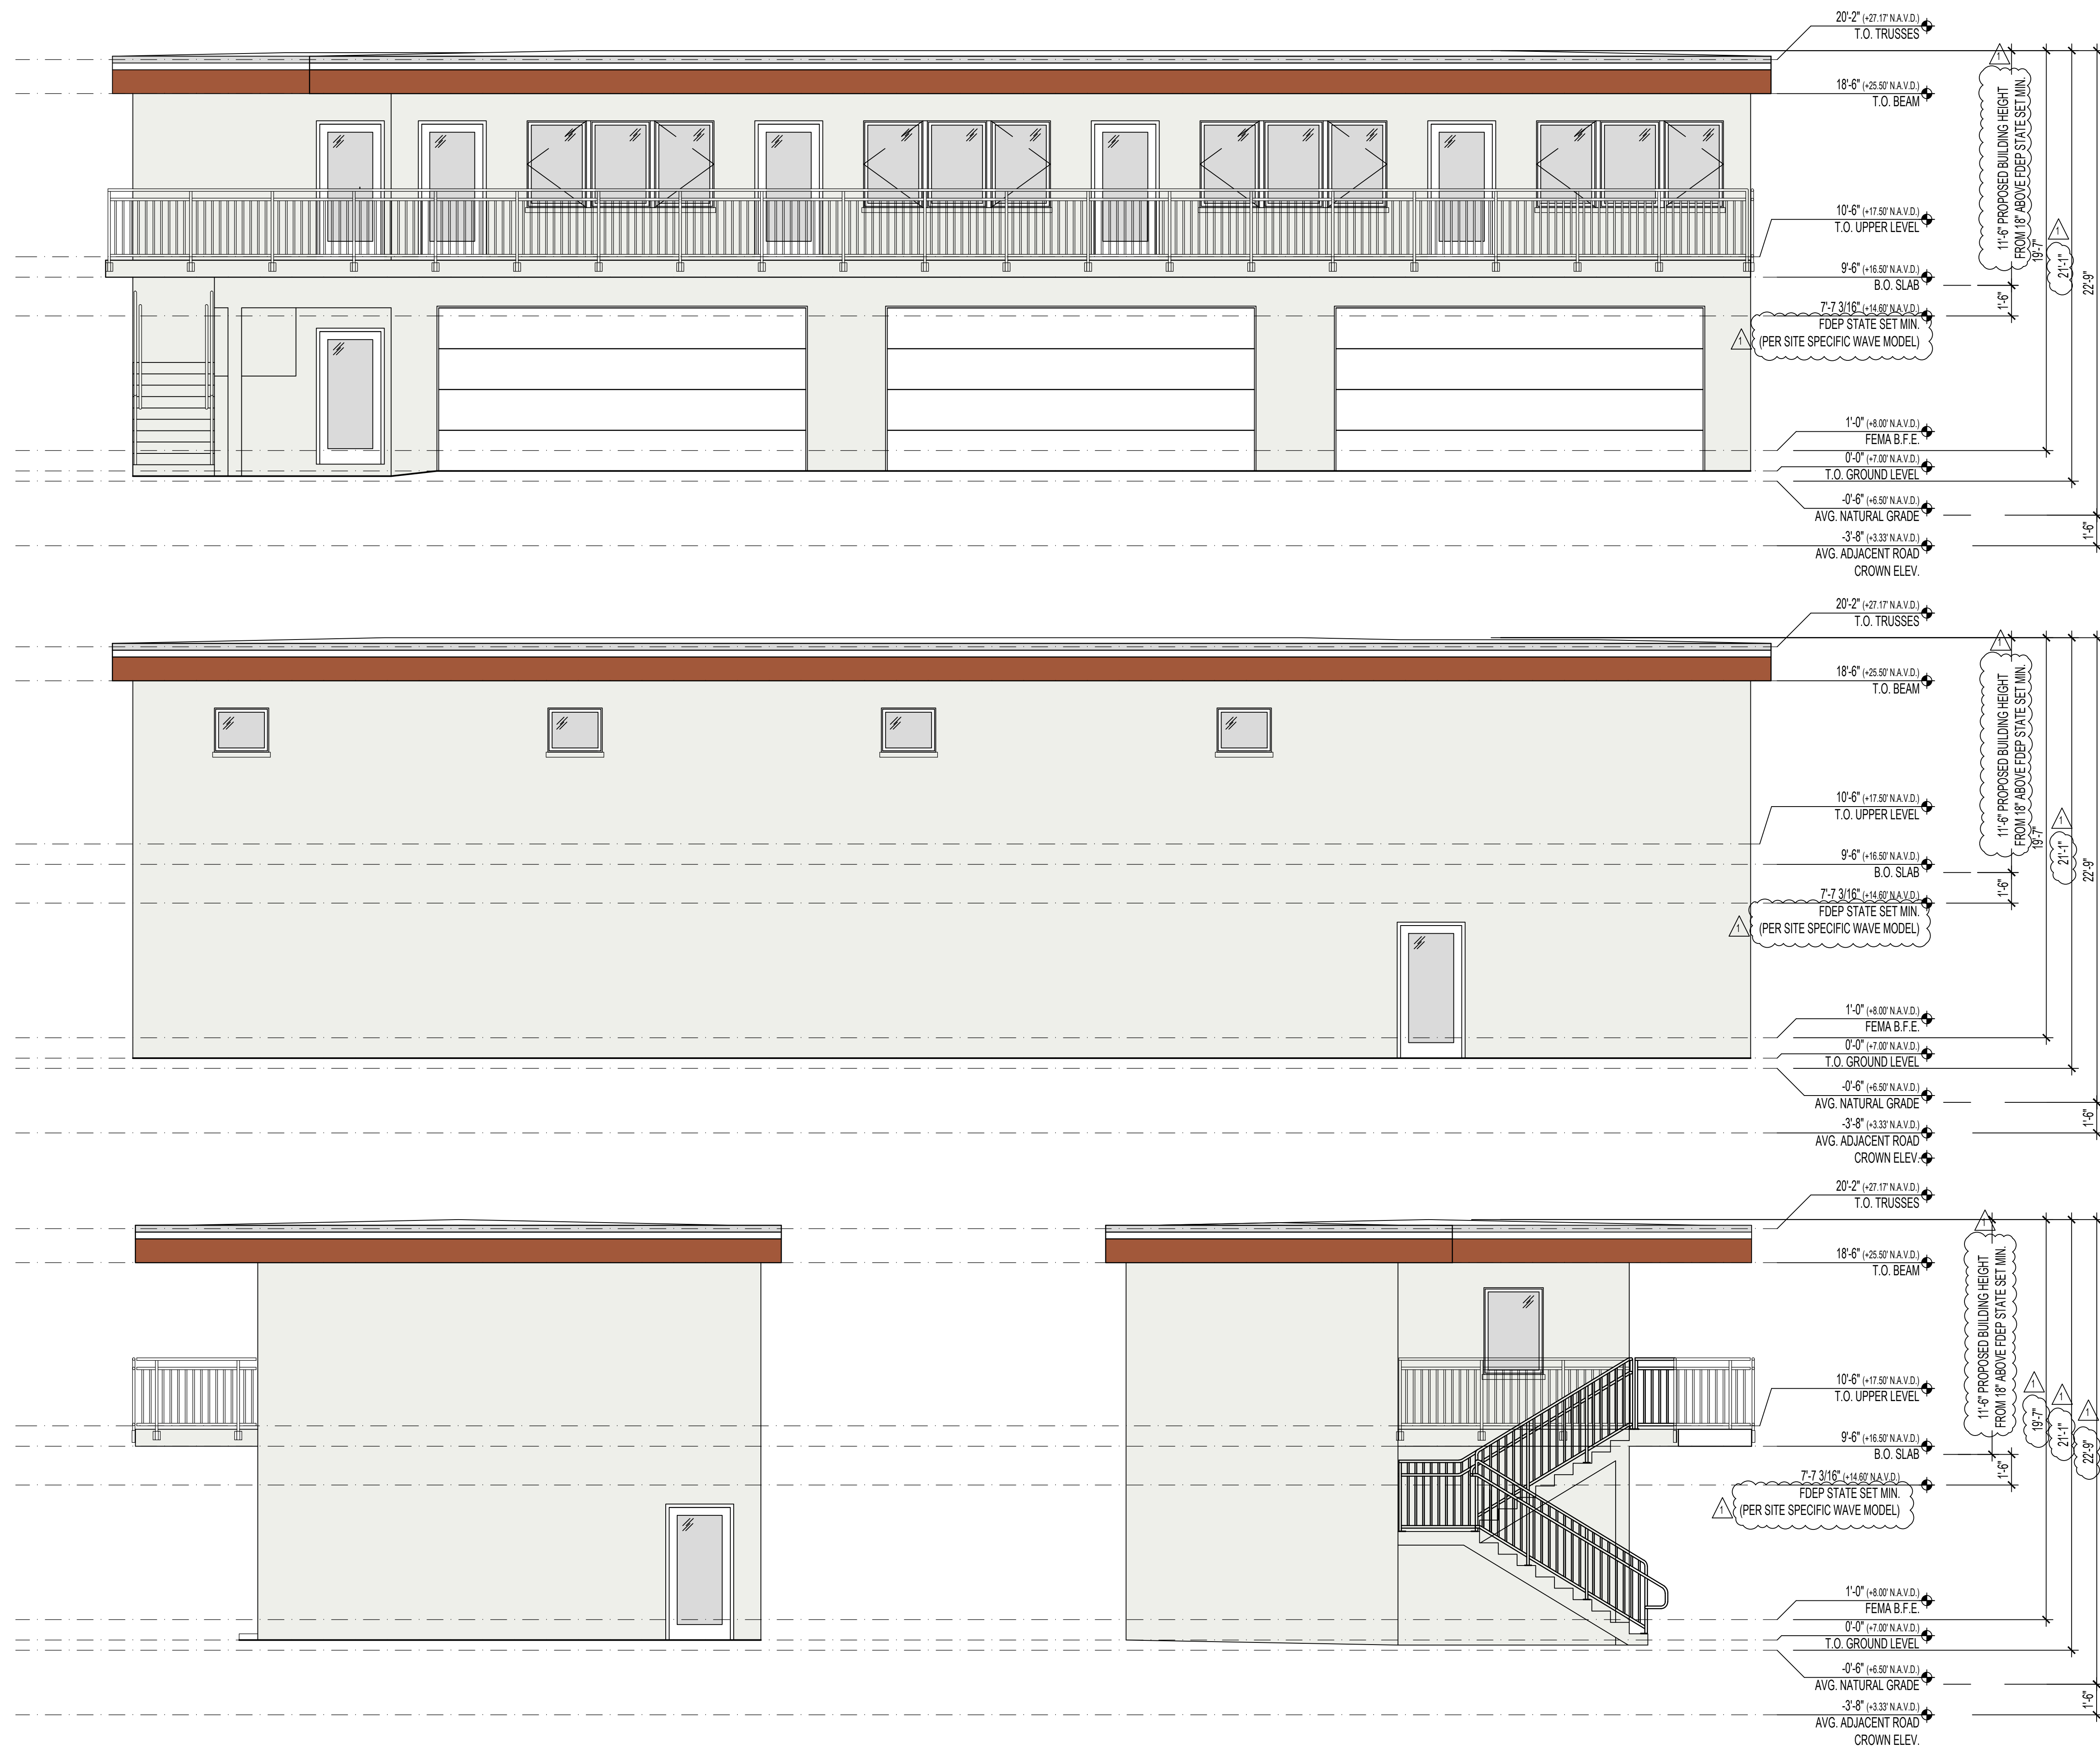 20'-2" (+27.17' N.A.V.D.)
T.O. TRUSSES
18'-6" (+25.50' N.A.V.D.)
T.O. BEAM
10'-6" (+17.50' N.A.V.D.)
T.O. UPPER LEVEL
9'-6" (+16.50' N.A.V.D.)
B.O. SLAB
7'-7 3/16" (+14.60' N.A.V.D.)
FDEP STATE SET MIN.
(PER SITE SPECIFIC WAVE MODEL)
1
1'-0" (+8.00' N.A.V.D.)
FEMA B.F.E.
0'-0" (+7.00' N.A.V.D.)
T.O. GROUND LEVEL
-0'-6" (+6.50' N.A.V.D.)
AVG. NATURAL GRADE
-3'-8" (+3.33' N.A.V.D.)
AVG. ADJACENT ROAD
CROWN ELEV.
1
11'-6" PROPOSED BUILDING HEIGHT
FROM 18" ABOVE FDEP STATE SET MIN.
1'-6"
19'-7"
1
21'-1"
22'-9"
1'-6"
20'-2" (+27.17' N.A.V.D.)
T.O. TRUSSES
18'-6" (+25.50' N.A.V.D.)
T.O. BEAM
10'-6" (+17.50' N.A.V.D.)
T.O. UPPER LEVEL
9'-6" (+16.50' N.A.V.D.)
B.O. SLAB
7'-7 3/16" (+14.60' N.A.V.D.)
FDEP STATE SET MIN.
(PER SITE SPECIFIC WAVE MODEL)
1
1'-0" (+8.00' N.A.V.D.)
FEMA B.F.E.
0'-0" (+7.00' N.A.V.D.)
T.O. GROUND LEVEL
-0'-6" (+6.50' N.A.V.D.)
AVG. NATURAL GRADE
-3'-8" (+3.33' N.A.V.D.)
AVG. ADJACENT ROAD
CROWN ELEV.
1
11'-6" PROPOSED BUILDING HEIGHT
FROM 18" ABOVE FDEP STATE SET MIN.
1'-6"
19'-7"
1
21'-1"
22'-9"
1'-6"
20'-2" (+27.17' N.A.V.D.)
T.O. TRUSSES
18'-6" (+25.50' N.A.V.D.)
T.O. BEAM
10'-6" (+17.50' N.A.V.D.)
T.O. UPPER LEVEL
9'-6" (+16.50' N.A.V.D.)
B.O. SLAB
7'-7 3/16" (+14.60' N.A.V.D.)
FDEP STATE SET MIN.
(PER SITE SPECIFIC WAVE MODEL)
1
1'-0" (+8.00' N.A.V.D.)
FEMA B.F.E.
0'-0" (+7.00' N.A.V.D.)
T.O. GROUND LEVEL
-0'-6" (+6.50' N.A.V.D.)
AVG. NATURAL GRADE
-3'-8" (+3.33' N.A.V.D.)
AVG. ADJACENT ROAD
CROWN ELEV.
1
11'-6" PROPOSED BUILDING HEIGHT
FROM 18" ABOVE FDEP STATE SET MIN.
1'-6"
1
19'-7"
1
21'-1"
1
22'-9"
1'-6"